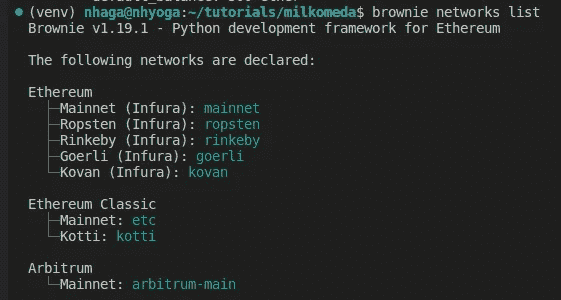 (venv) nhaga@nhyoga:~/tutorials/milkomeda$ brownie networks list
Brownie v1.19.1 - Python development framework for Ethereum
The following networks are declared:
Ethereum
├─Mainnet (Infura): mainnet
├─Ropsten (Infura): ropsten
├─Rinkeby (Infura): rinkeby
├─Goerli (Infura): goerli
└─Kovan (Infura): kovan
Ethereum Classic
├─Mainnet: etc
└─Kotti: kotti
Arbitrum
└─Mainnet: arbitrum-main